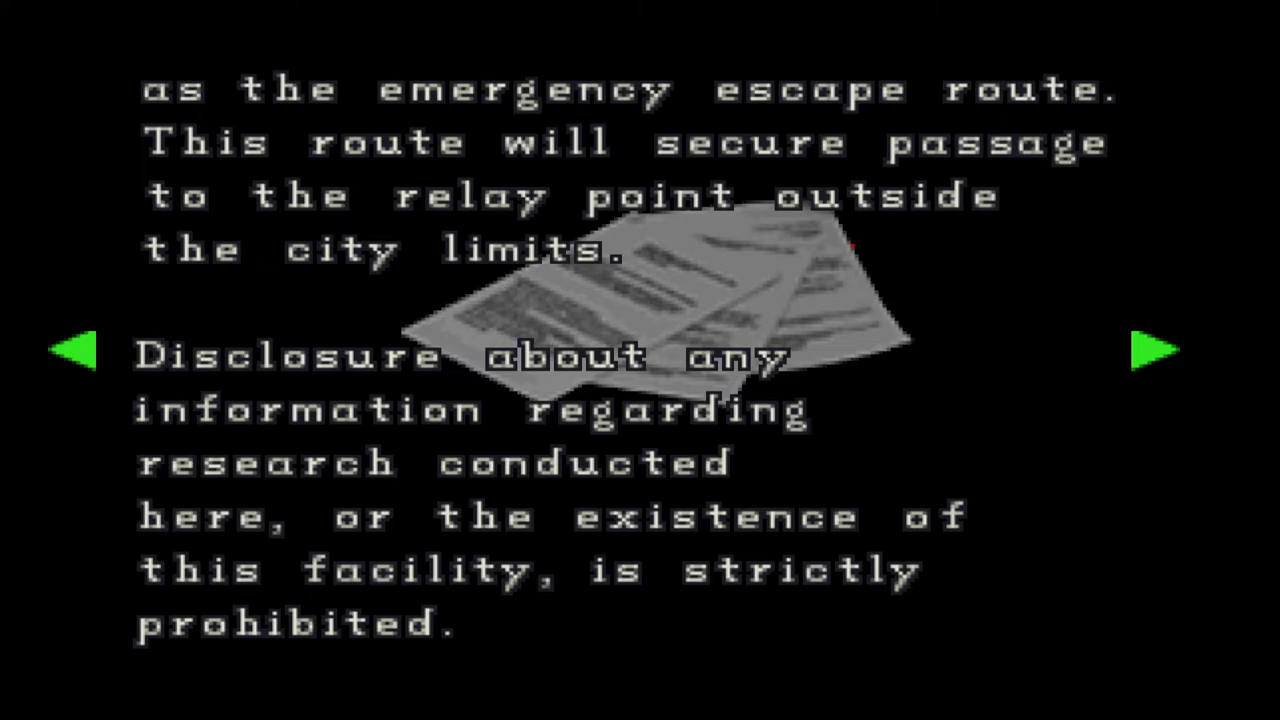 as the emergency escape route.
This route will secure passage
to the relay point outside
the city limits.
Disclosure about any
information regarding
research conducted
here, or the existence of
this facility, is strictly
prohibited.